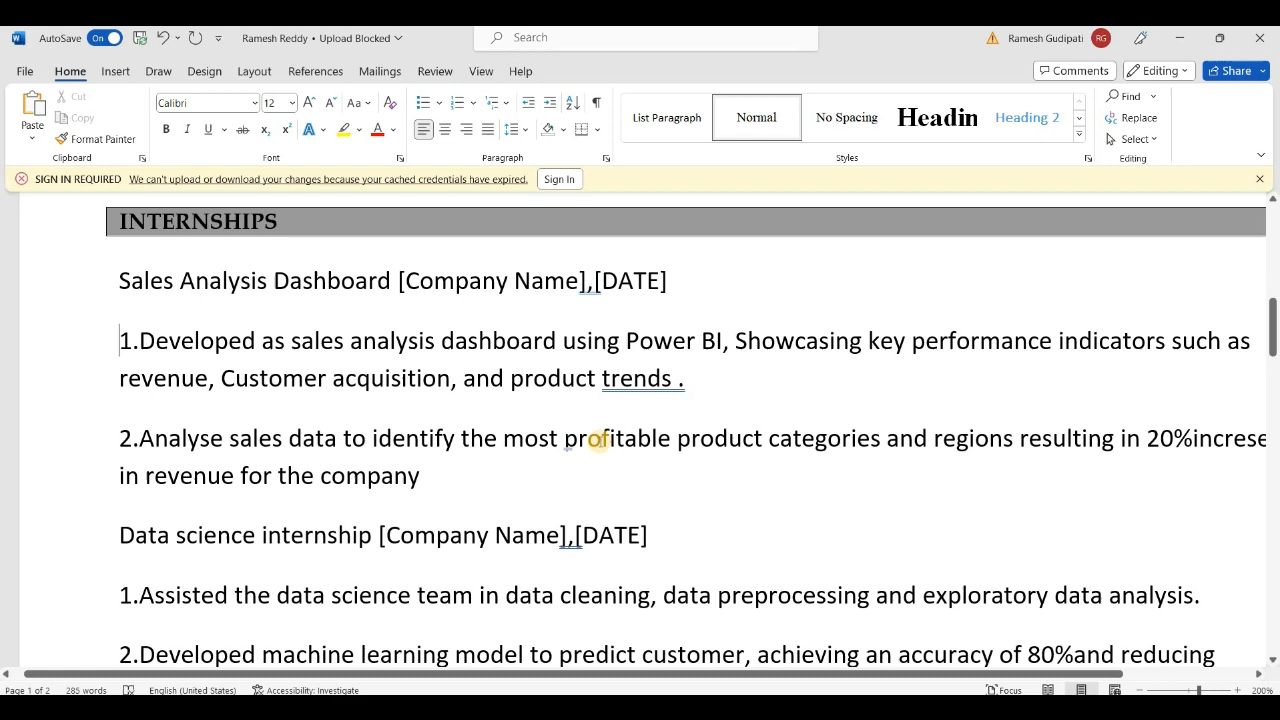 AutoSave On Ramesh Reddy • Upload Blocked Search Ramesh Gudipati RG
File Home Insert Draw Design Layout References Mailings Review View Help Comments Editing Share
Paste Cut Copy Format Painter Calibri 12 A A Aa A List Paragraph Normal No Spacing Headin Heading 2 Find Replace Select
B I U ab x₂ x² A A
Clipboard Font Paragraph Styles Editing
SIGN IN REQUIRED We can't upload or download your changes because your cached credentials have expired. Sign In
INTERNSHIPS
Sales Analysis Dashboard [Company Name],[DATE]
1.Developed as sales analysis dashboard using Power BI, Showcasing key performance indicators such as
revenue, Customer acquisition, and product trends .
2.Analyse sales data to identify the most profitable product categories and regions resulting in 20%increse
in revenue for the company
Data science internship [Company Name],[DATE]
1.Assisted the data science team in data cleaning, data preprocessing and exploratory data analysis.
2.Developed machine learning model to predict customer, achieving an accuracy of 80%and reducing
Page 1 of 2 285 words English (United States) Accessibility: Investigate Focus 200%